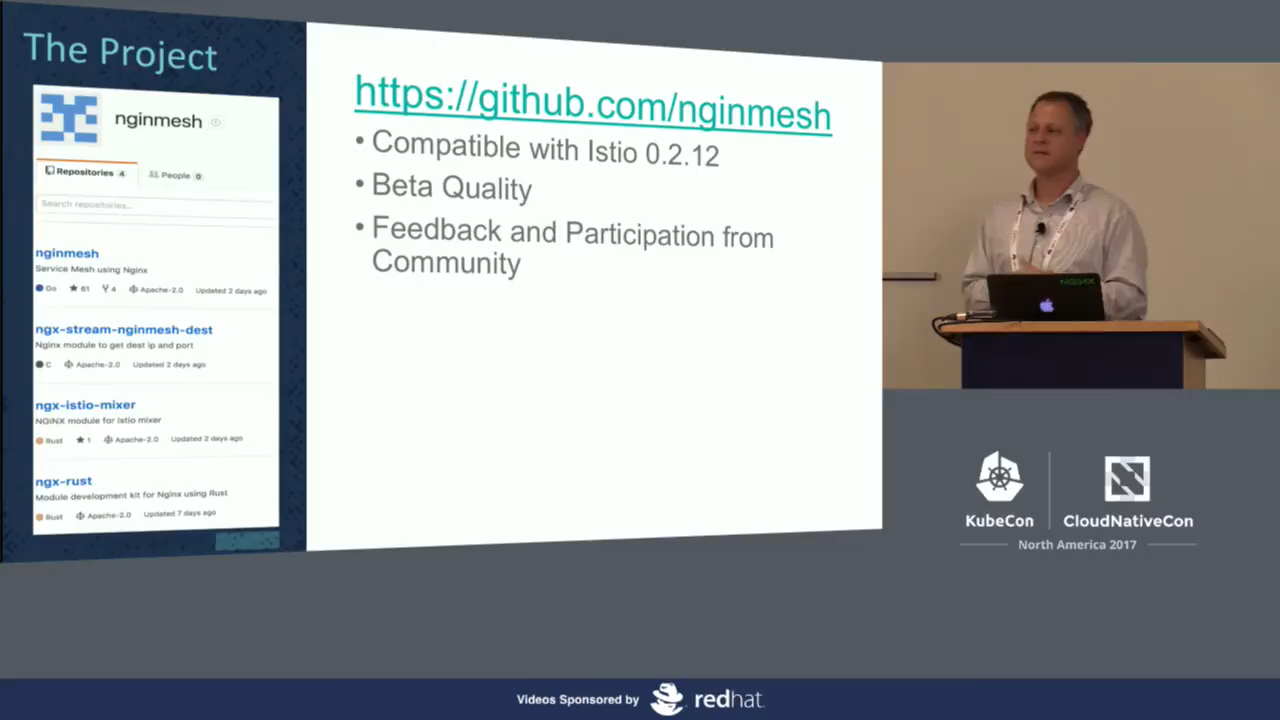 The Project
nginmesh
Repositories 4 People 0
Search repositories...
nginmesh
Service Mesh using Nginx
Go 61 4 Apache-2.0 Updated 2 days ago
ngx-stream-nginmesh-dest
Nginx module to get dest ip and port
C Apache-2.0 Updated 2 days ago
ngx-istio-mixer
NGiNX module for istio mixer
Rust 1 Apache-2.0 Updated 2 days ago
ngx-rust
Module development kit for Nginx using Rust
Rust Apache-2.0 Updated 7 days ago
https://github.com/nginmesh
• Compatible with Istio 0.2.12
• Beta Quality
• Feedback and Participation from
Community
NGINX
KubeCon CloudNativeCon
North America 2017
Videos Sponsored by redhat.